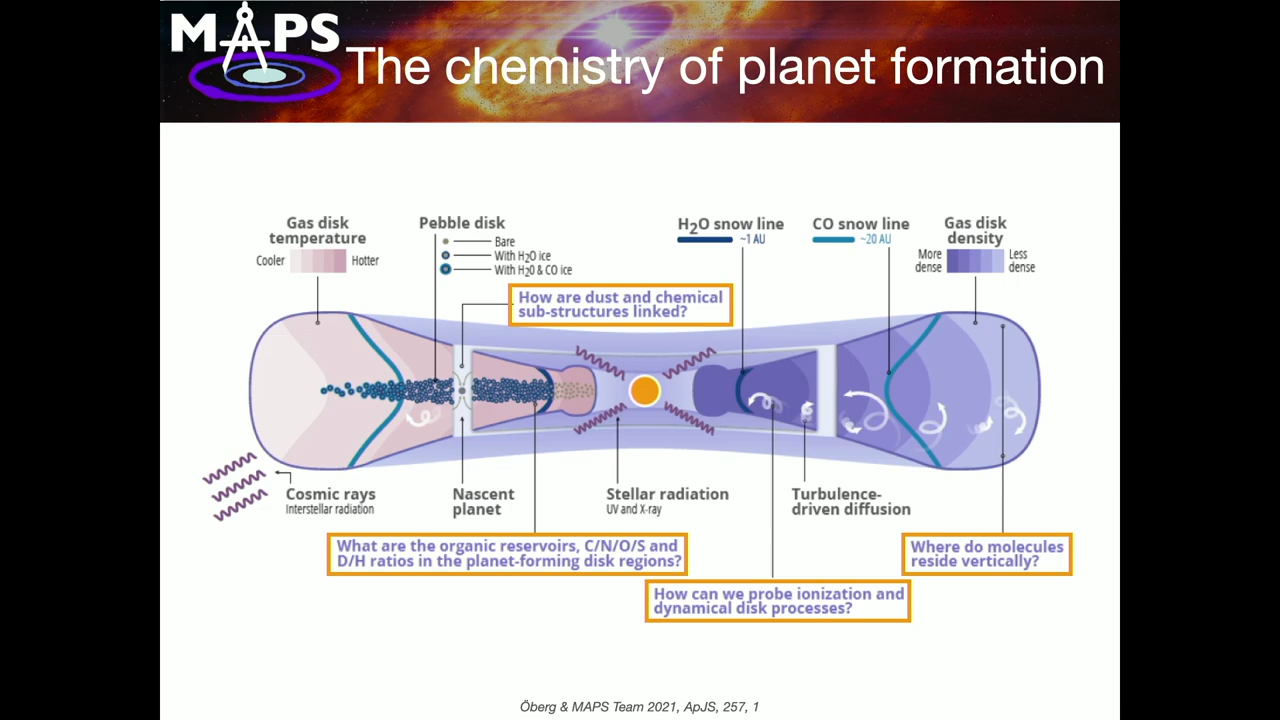 MAPS
The chemistry of planet formation
Gas disk
temperature
Cooler
Hotter
Pebble disk
Bare
With H2O ice
With H2O & CO ice
H2O snow line
~1 AU
CO snow line
~20 AU
Gas disk
density
More
dense
Less
dense
How are dust and chemical
sub-structures linked?
Cosmic rays
Interstellar radiation
Nascent
planet
Stellar radiation
UV and X-ray
Turbulence-
driven diffusion
What are the organic reservoirs, C/N/O/S and
D/H ratios in the planet-forming disk regions?
Where do molecules
reside vertically?
How can we probe ionization and
dynamical disk processes?
Öberg & MAPS Team 2021, ApJS, 257, 1